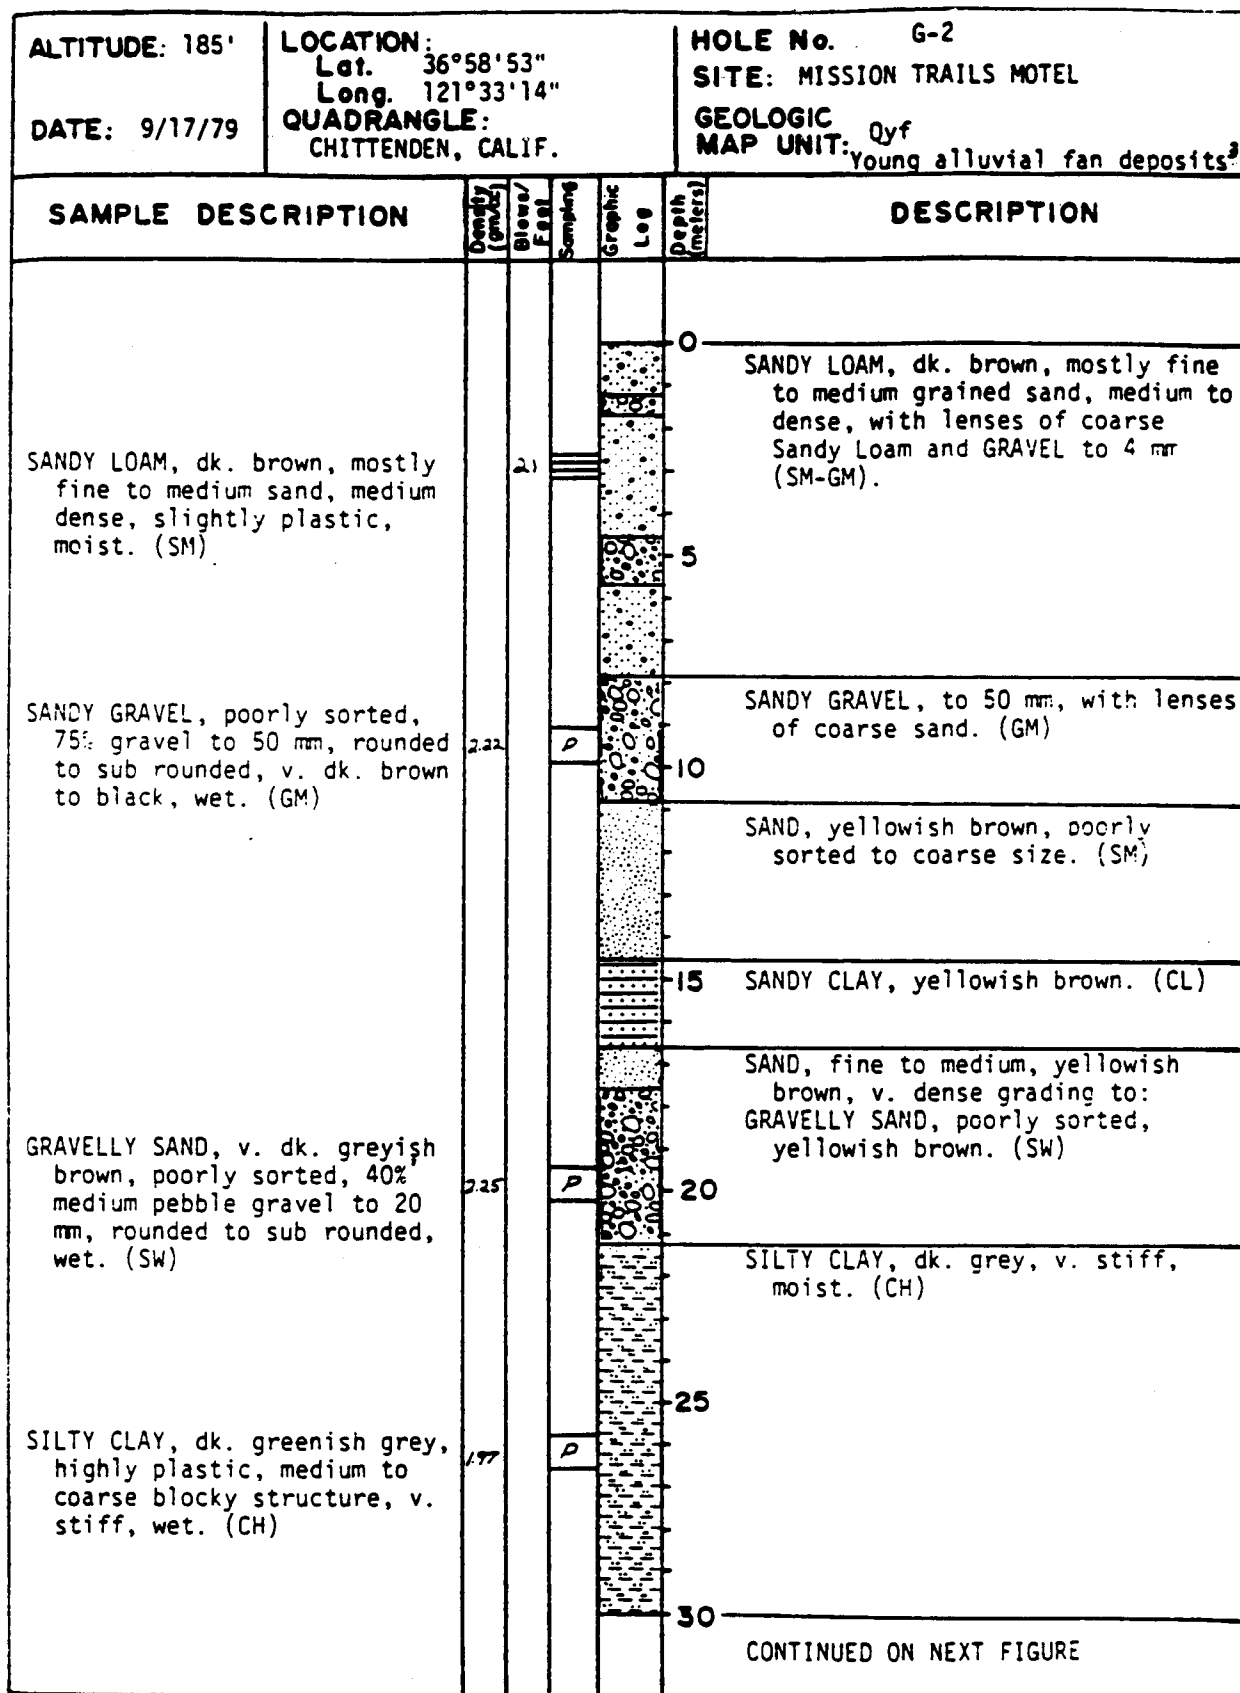 ALTITUDE: 185'
DATE: 9/17/79
LOCATION:
Lat. 36°58'53"
Long. 121°33'14"
QUADRANGLE:
CHITTENDEN, CALIF.
HOLE No. G-2
SITE: MISSION TRAILS MOTEL
GEOLOGIC
MAP UNIT: Qyf
Young alluvial fan deposits³
SAMPLE DESCRIPTION
Density
(gm/cc)
Blows/
Foot
Sampling
Graphic
Log
Depth
(meters)
DESCRIPTION
0
SANDY LOAM, dk. brown, mostly fine
to medium grained sand, medium to
dense, with lenses of coarse
Sandy Loam and GRAVEL to 4 mm
(SM-GM).
SANDY LOAM, dk. brown, mostly
fine to medium sand, medium
dense, slightly plastic,
moist. (SM)
21
5
SANDY GRAVEL, to 50 mm, with lenses
of coarse sand. (GM)
SANDY GRAVEL, poorly sorted,
75% gravel to 50 mm, rounded
to sub rounded, v. dk. brown
to black, wet. (GM)
2.22
P
10
SAND, yellowish brown, poorly
sorted to coarse size. (SM)
15
SANDY CLAY, yellowish brown. (CL)
SAND, fine to medium, yellowish
brown, v. dense grading to:
GRAVELLY SAND, poorly sorted,
yellowish brown. (SW)
GRAVELLY SAND, v. dk. greyish
brown, poorly sorted, 40%
medium pebble gravel to 20
mm, rounded to sub rounded,
wet. (SW)
2.25
P
20
SILTY CLAY, dk. grey, v. stiff,
moist. (CH)
25
SILTY CLAY, dk. greenish grey,
highly plastic, medium to
coarse blocky structure, v.
stiff, wet. (CH)
1.97
P
30
CONTINUED ON NEXT FIGURE